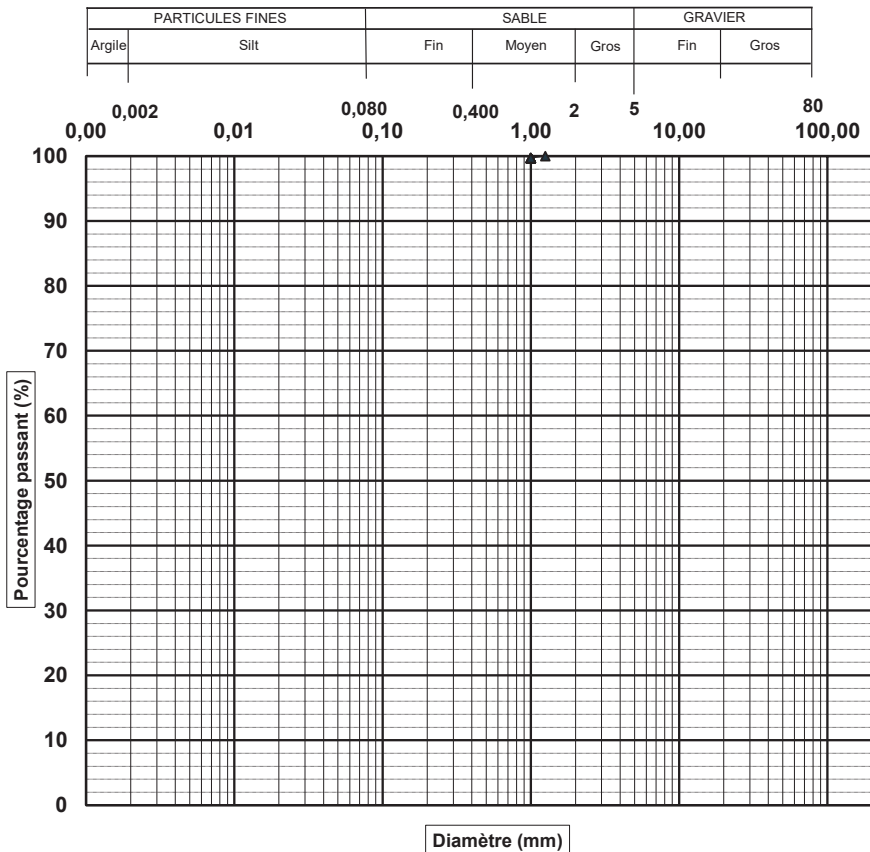 PARTICULES FINES SABLE GRAVIER
Argile Silt Fin Moyen Gros Fin Gros
0,002 0,080 0,400 2 5 80
0,00 0,01 0,10 1,00 10,00 100,00
100
90
80
70
60
50
40
30
20
10
0
Pourcentage passant (%)
Diamètre (mm)